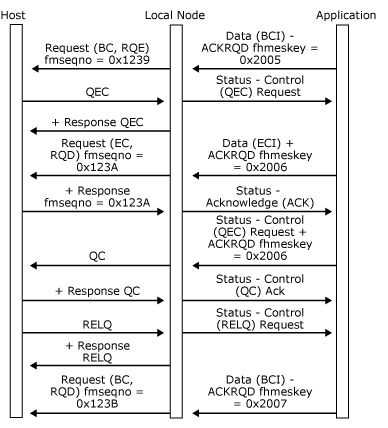 Host
Local Node
Application
Request (BC, RQE)
fmseqno = 0x1239
Data (BCI) -
ACKRQD fhmeskey =
0x2005
QEC
Status - Control
(QEC) Request
+ Response QEC
Request (EC,
RQD) fmseqno =
0x123A
Data (ECI) +
ACKRQD fhmeskey
= 0x2006
+ Response
fmseqno = 0x123A
Status -
Acknowledge (ACK)
QC
Status - Control
(QEC) Request +
ACKRQD fhmeskey
= 0x2006
+ Response QC
Status - Control
(QC) Ack
RELQ
Status - Control
(RELQ) Request
+ Response
RELQ
Request (BC,
RQD) fmseqno =
0x123B
Data (BCI) -
ACKRQD fhmeskey
= 0x2007